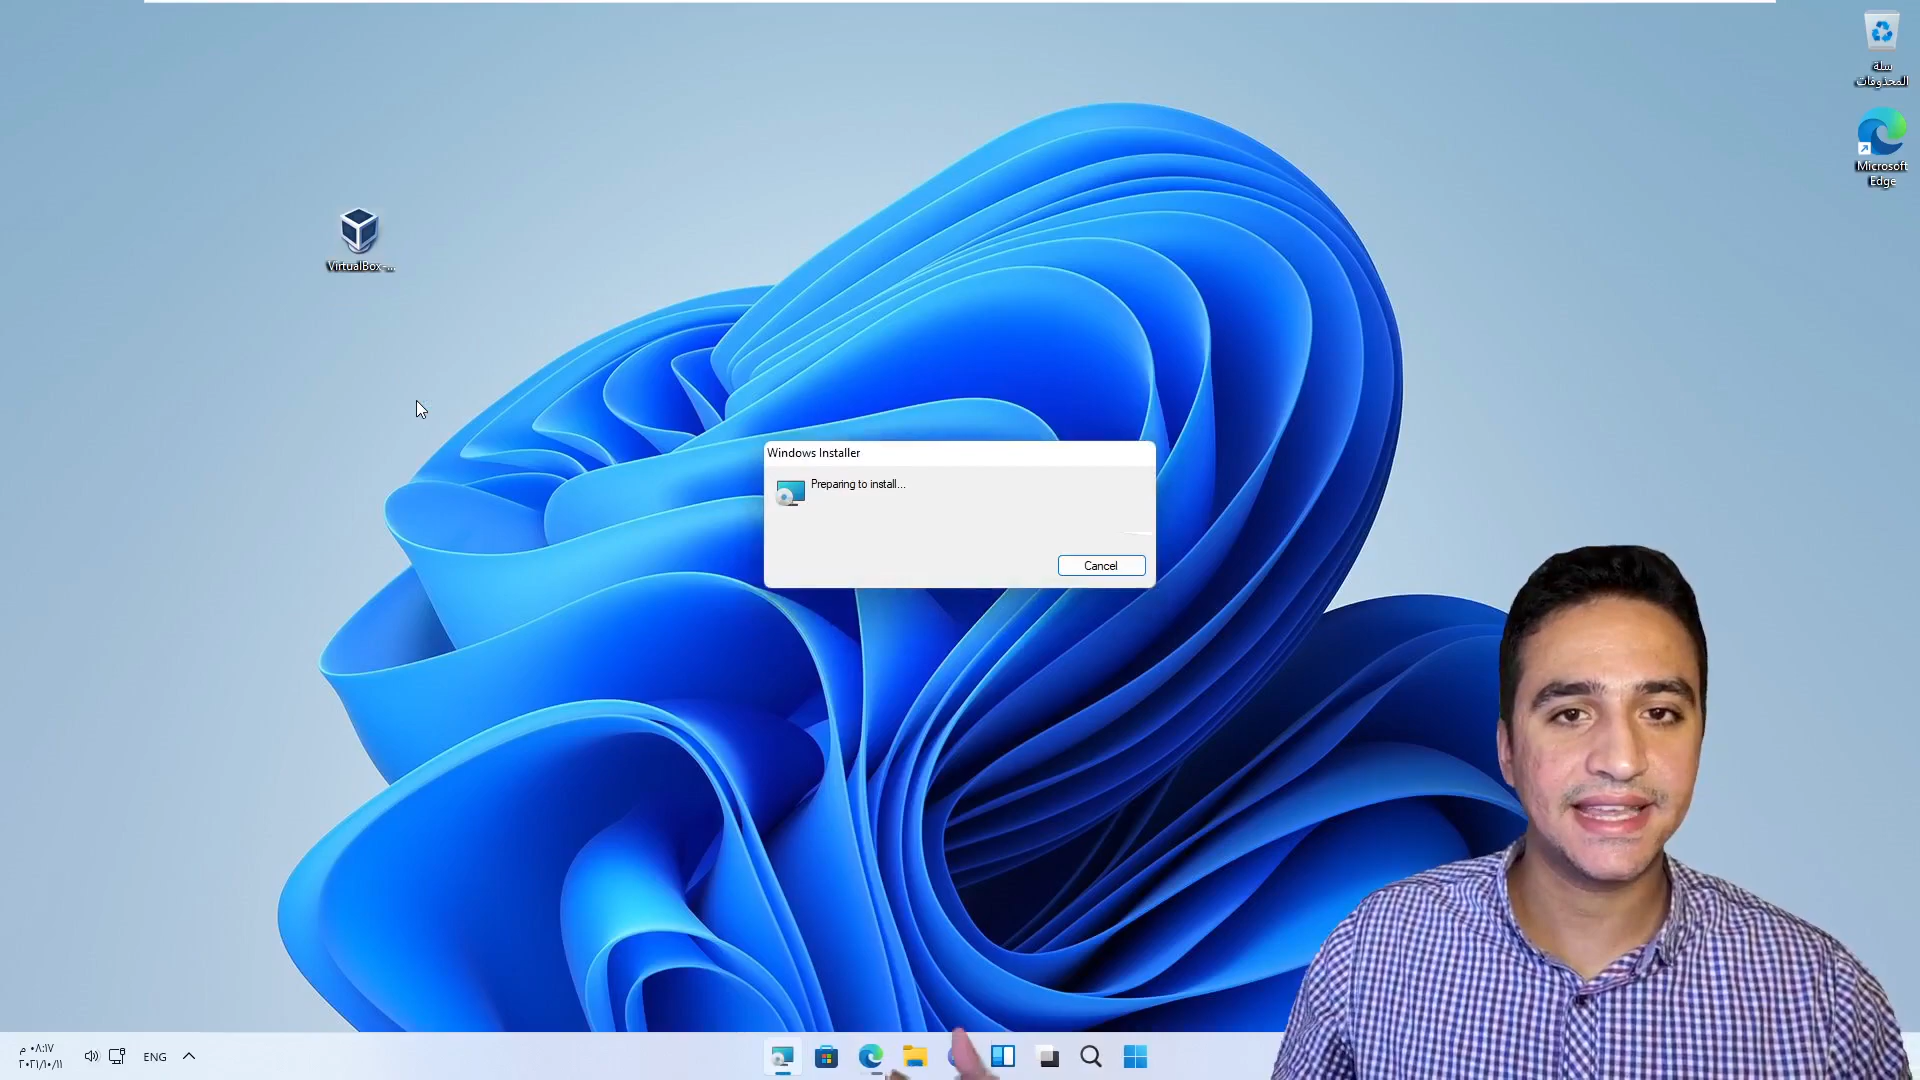 سلة
المحذوفات
Microsoft
Edge
VirtualBox-...
Windows Installer
Preparing to install...
Cancel
٠٨:١٧ م
٢٠٢١/١٠/١١
ENG